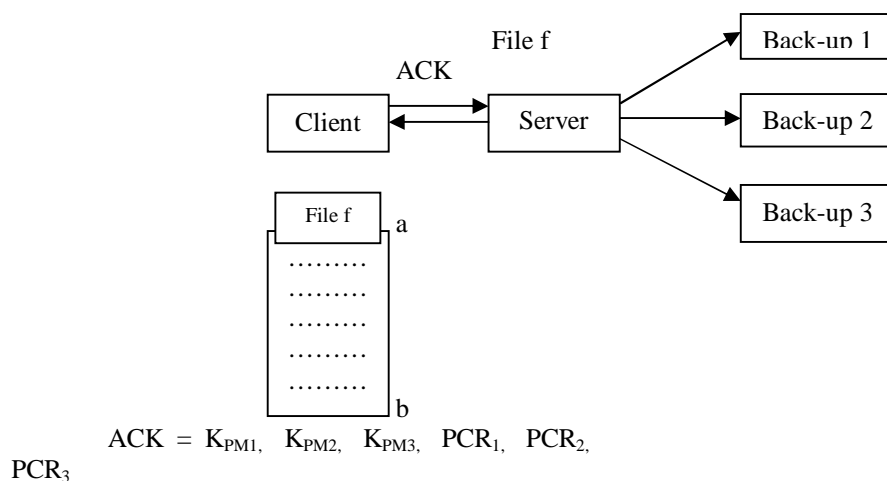 File f
Back-up 1
ACK
Client
Server
Back-up 2
Back-up 3
File f
a
.........
.........
.........
.........
.........
b
ACK = K_PM1, K_PM2, K_PM3, PCR_1, PCR_2,
PCR_3